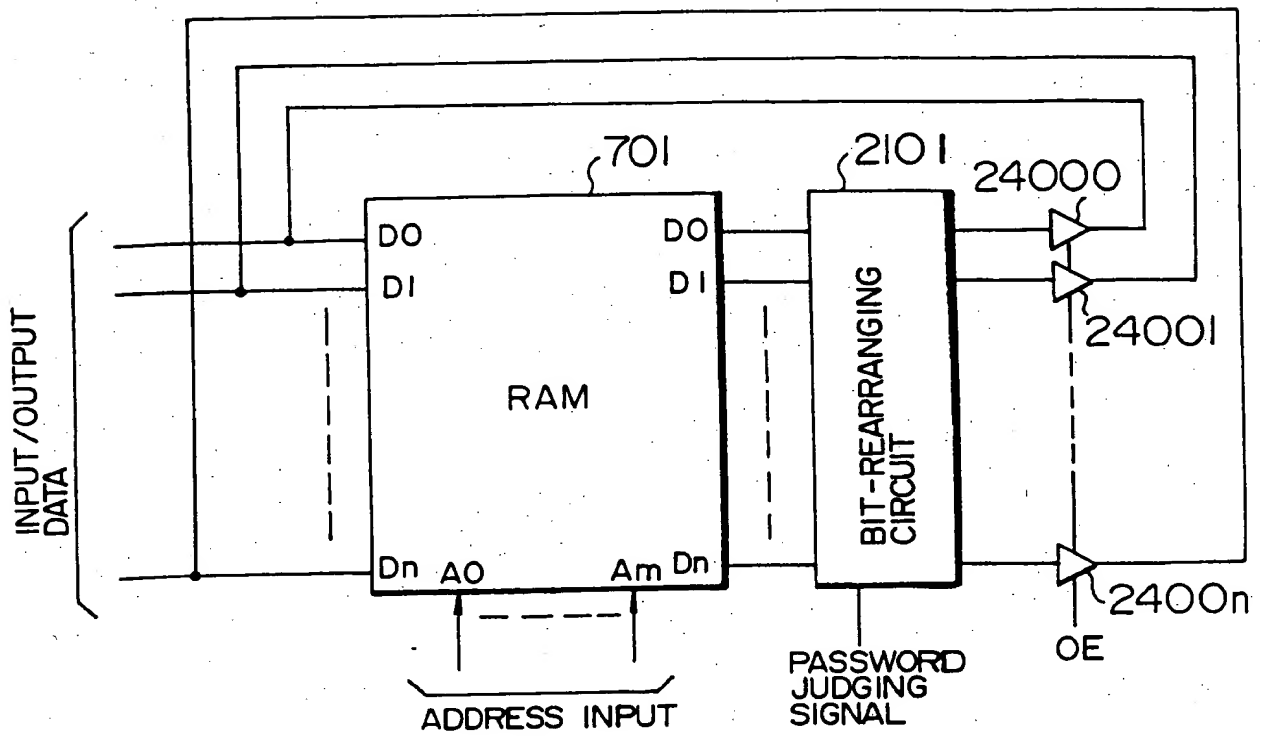 701
2101
24000
D0
D1
D0
D1
24001
INPUT/OUTPUT
DATA
RAM
BIT-REARRANGING
CIRCUIT
Dn
A0
Am
Dn
2400n
OE
PASSWORD
JUDGING
SIGNAL
ADDRESS INPUT